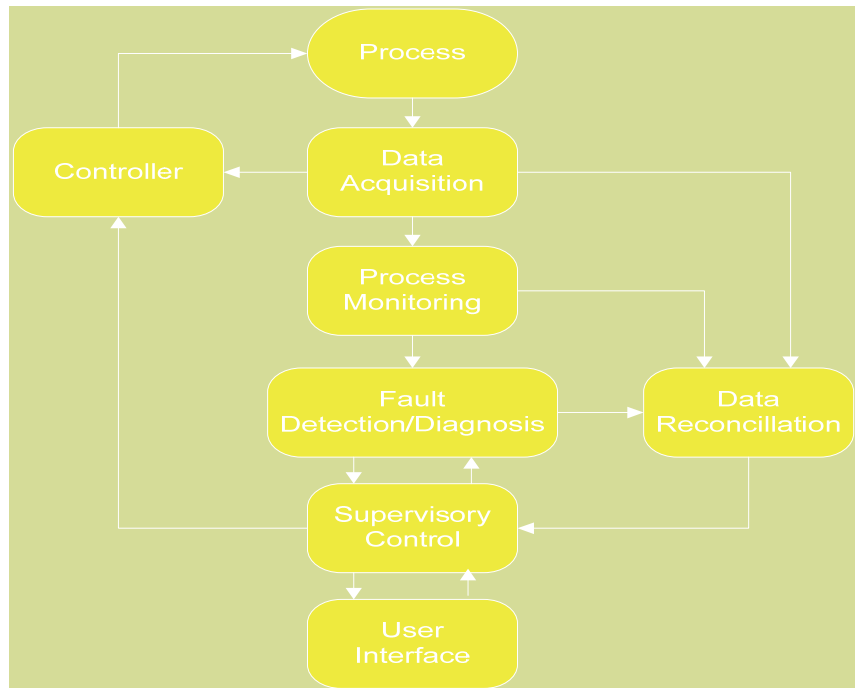 Process
Controller
Data
Acquisition
Process
Monitoring
Fault
Detection/Diagnosis
Data
Reconcillation
Supervisory
Control
User
Interface